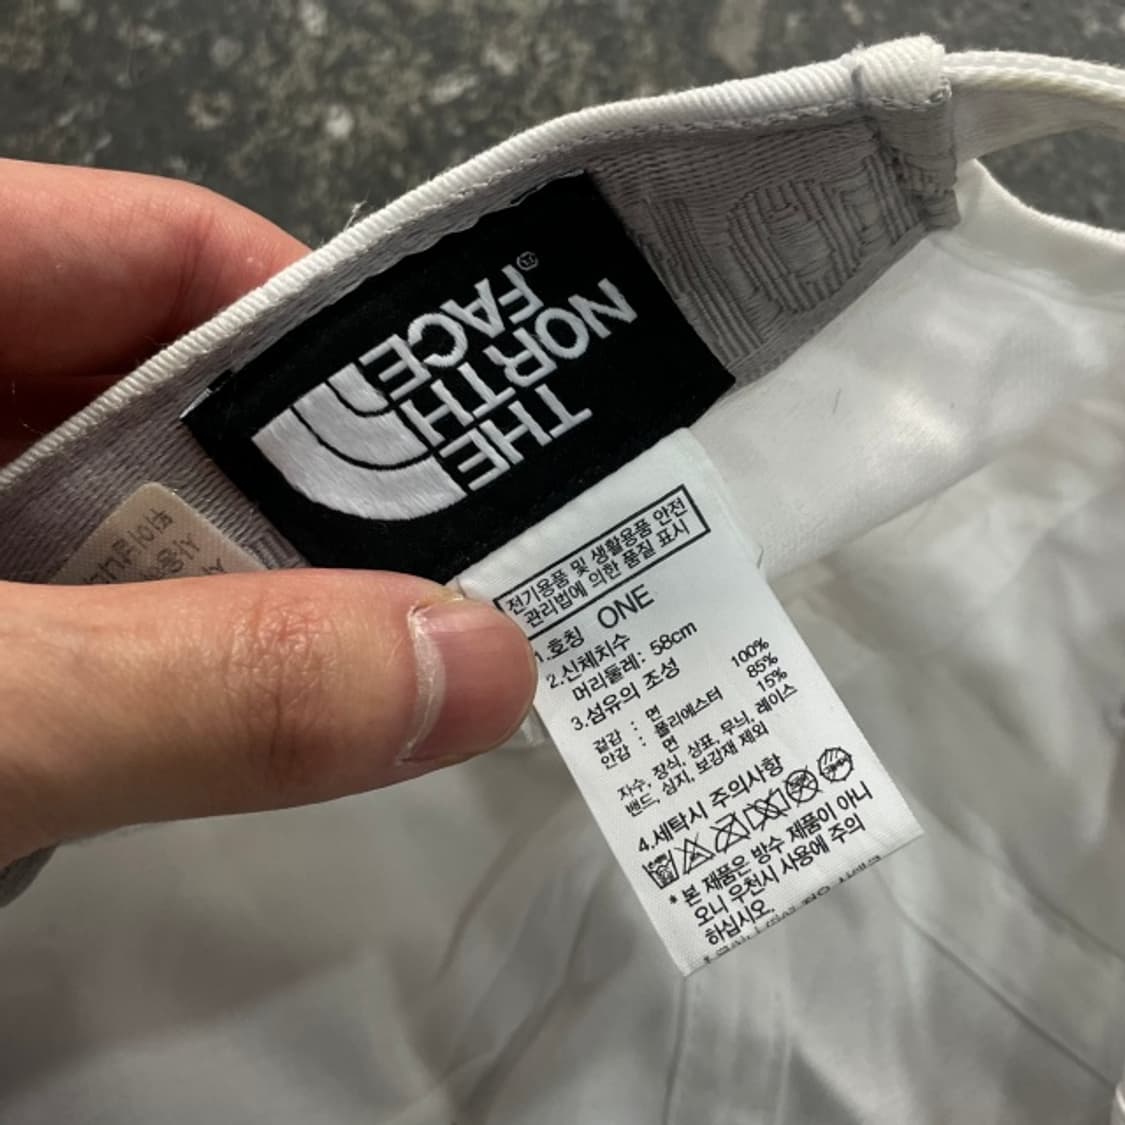 THE
NORTH
FACE
®
전기용품 및 생활용품 안전
관리법에 의한 품질 표시
1.호칭 ONE
2.신체치수
머리둘레: 58cm
3.섬유의 조성
겉감 : 면 100%
안감 : 폴리에스터 85%
면 15%
자수, 장식, 상표, 무늬, 레이스
밴드, 심지, 보강재 제외
4.세탁시 주의사항
* 본 제품은 방수 제품이 아니
오니 우천시 사용에 주의
하십시오.